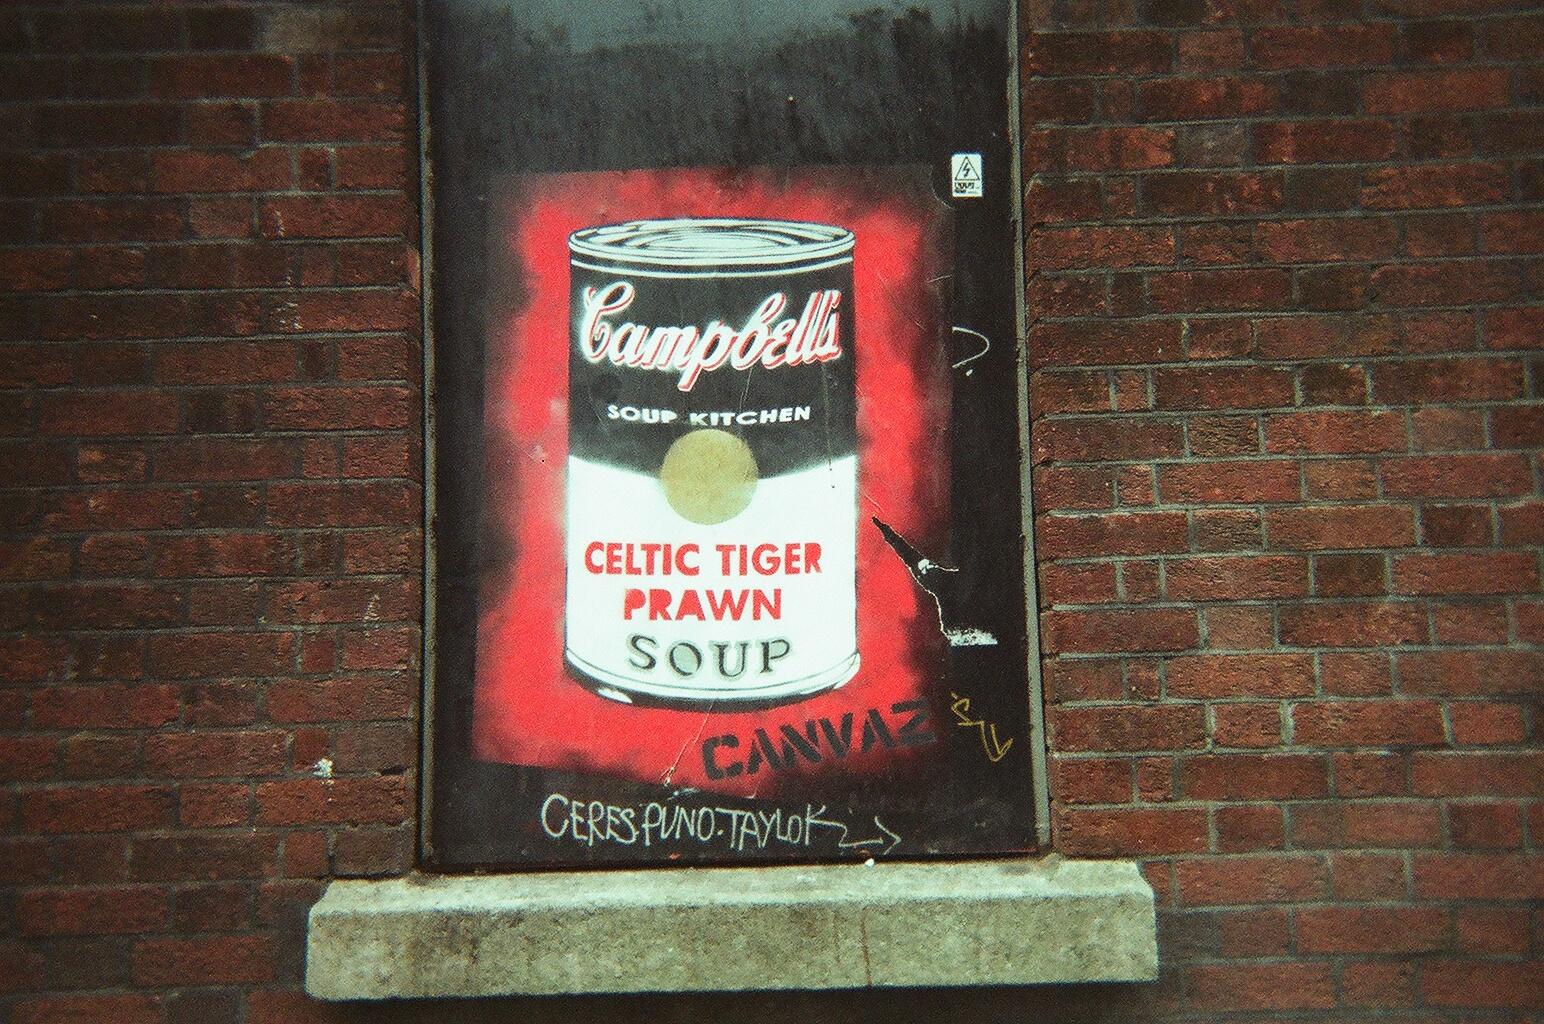 Campbell's
SOUP KITCHEN
CELTIC TIGER
PRAWN
SOUP
CANVAZ
CERES.PUNO-TAYLOR